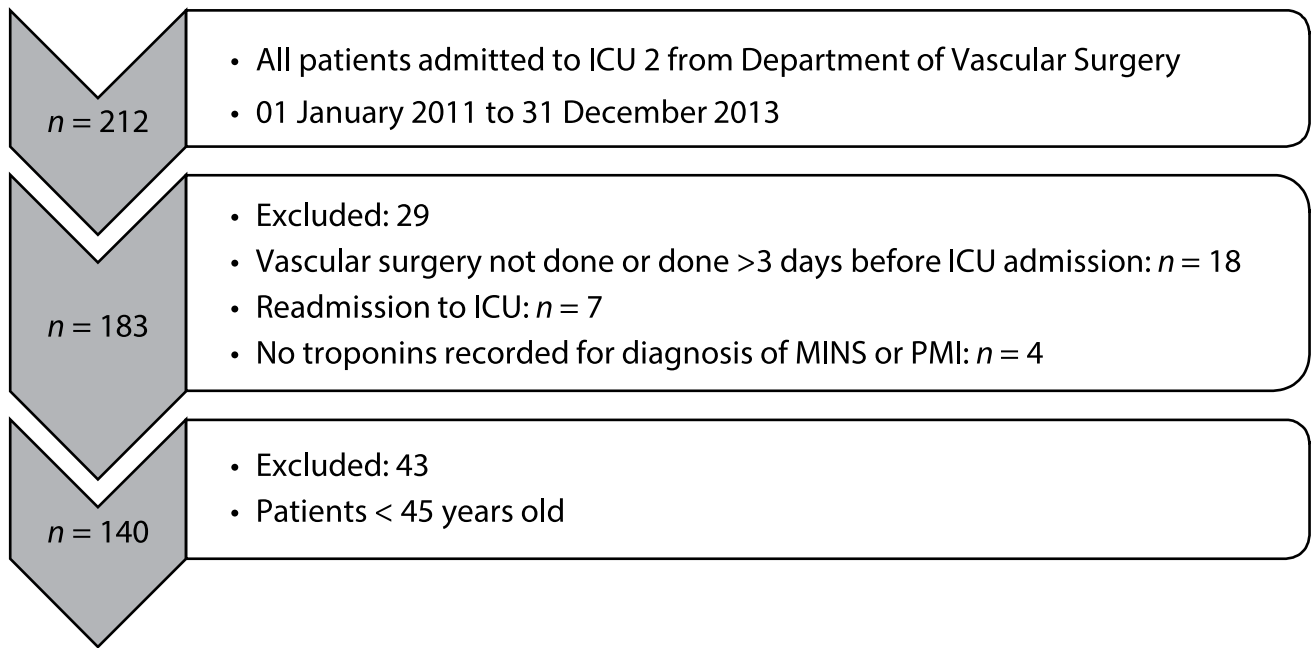 n = 212
• All patients admitted to ICU 2 from Department of Vascular Surgery
• 01 January 2011 to 31 December 2013
n = 183
• Excluded: 29
• Vascular surgery not done or done >3 days before ICU admission: n = 18
• Readmission to ICU: n = 7
• No troponins recorded for diagnosis of MINS or PMI: n = 4
n = 140
• Excluded: 43
• Patients < 45 years old